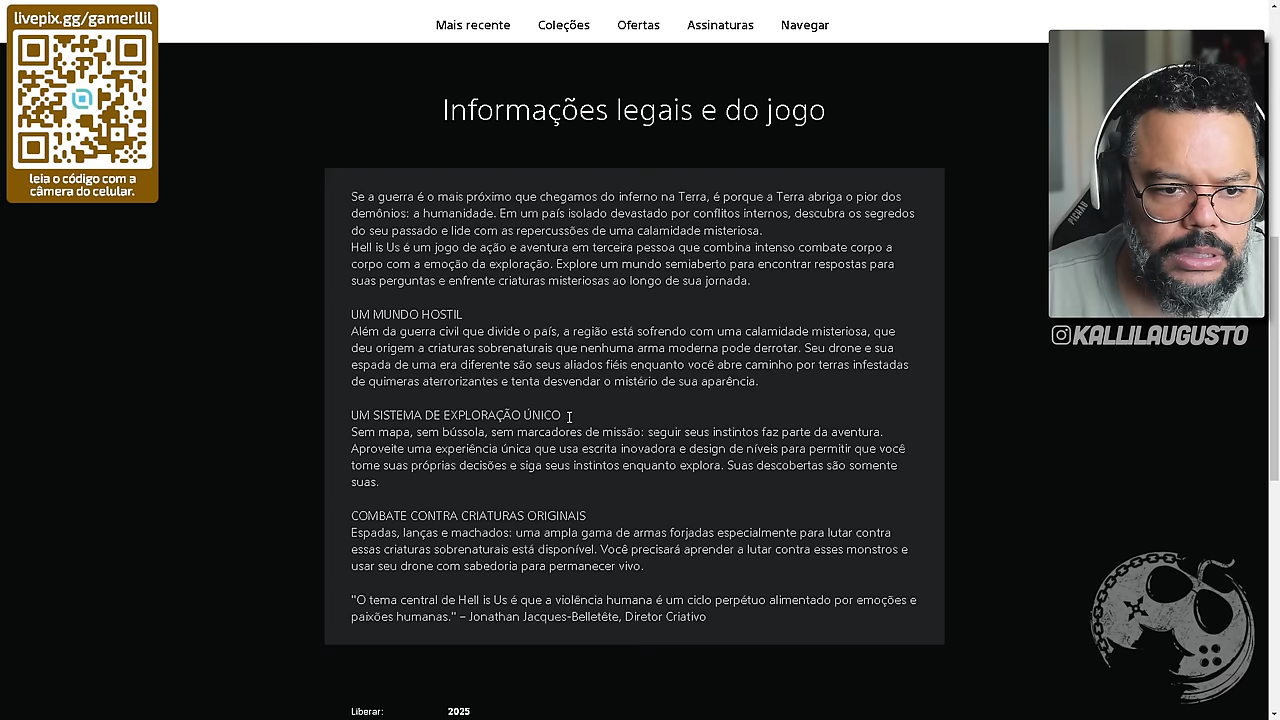 livepix.gg/gamerllil
leia o código com a
câmera do celular.
Mais recente Coleções Ofertas Assinaturas Navegar
Informações legais e do jogo
Se a guerra é o mais próximo que chegamos do inferno na Terra, é porque a Terra abriga o pior dos
demônios: a humanidade. Em um país isolado devastado por conflitos internos, descubra os segredos
do seu passado e lide com as repercussões de uma calamidade misteriosa.
Hell is Us é um jogo de ação e aventura em terceira pessoa que combina intenso combate corpo a
corpo com a emoção da exploração. Explore um mundo semiaberto para encontrar respostas para
suas perguntas e enfrente criaturas misteriosas ao longo de sua jornada.
UM MUNDO HOSTIL
Além da guerra civil que divide o país, a região está sofrendo com uma calamidade misteriosa, que
deu origem a criaturas sobrenaturais que nenhuma arma moderna pode derrotar. Seu drone e sua
espada de uma era diferente são seus aliados fiéis enquanto você abre caminho por terras infestadas
de quimeras aterrorizantes e tenta desvendar o mistério de sua aparência.
UM SISTEMA DE EXPLORAÇÃO ÚNICO
Sem mapa, sem bússola, sem marcadores de missão: seguir seus instintos faz parte da aventura.
Aproveite uma experiência única que usa escrita inovadora e design de níveis para permitir que você
tome suas próprias decisões e siga seus instintos enquanto explora. Suas descobertas são somente
suas.
COMBATE CONTRA CRIATURAS ORIGINAIS
Espadas, lanças e machados: uma ampla gama de armas forjadas especialmente para lutar contra
essas criaturas sobrenaturais está disponível. Você precisará aprender a lutar contra esses monstros e
usar seu drone com sabedoria para permanecer vivo.
"O tema central de Hell is Us é que a violência humana é um ciclo perpétuo alimentado por emoções e
paixões humanas." – Jonathan Jacques-Belletête, Diretor Criativo
Liberar: 2025
PICHAU
KALLILAUGUSTO